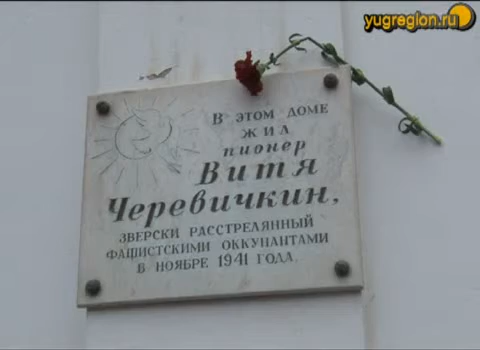 yugregion.ru
В ЭТОМ ДОМЕ
ЖИЛ
ПИОНЕР
ВИТЯ
ЧЕРЕВИЧКИН,
ЗВЕРСКИ РАССТРЕЛЯННЫЙ
ФАШИСТСКИМИ ОККУПАНТАМИ
В НОЯБРЕ 1941 ГОДА.